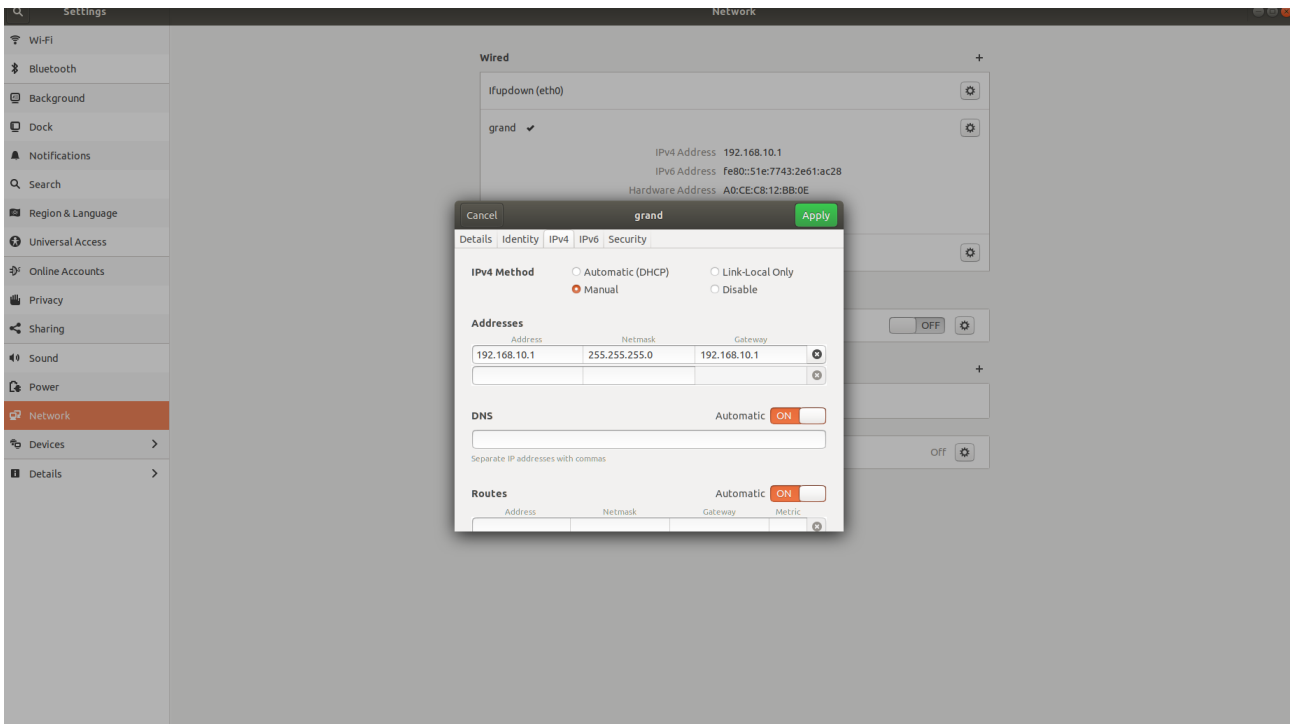 Settings
Network
Wi-Fi
Bluetooth
Background
Dock
Notifications
Search
Region & Language
Universal Access
Online Accounts
Privacy
Sharing
Sound
Power
Network
Devices
Details
Wired +
Ifupdown (eth0)
grand
IPv4 Address 192.168.10.1
IPv6 Address fe80::51e:7743:2e61:ac28
Hardware Address A0:CE:C8:12:BB:0E
OFF
+
Off
Cancel grand Apply
Details Identity IPv4 IPv6 Security
IPv4 Method Automatic (DHCP) Link-Local Only
Manual Disable
Addresses
Address Netmask Gateway
192.168.10.1 255.255.255.0 192.168.10.1
DNS Automatic ON
Separate IP addresses with commas
Routes Automatic ON
Address Netmask Gateway Metric